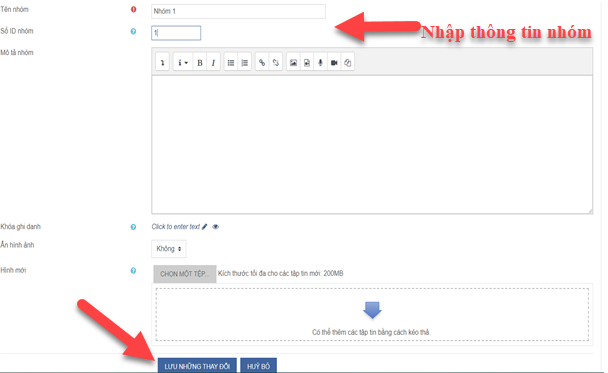 Tên nhóm
Nhóm 1
Số ID nhóm
1
Nhập thông tin nhóm
Mô tả nhóm
i B I
Khóa ghi danh
Click to enter text
Ẩn hình ảnh
Không
Hình mới
CHỌN MỘT TỆP...
Kích thước tối đa cho các tập tin mới: 200MB
Có thể thêm các tập tin bằng cách kéo thả.
LƯU NHỮNG THAY ĐỔI
HUỶ BỎ